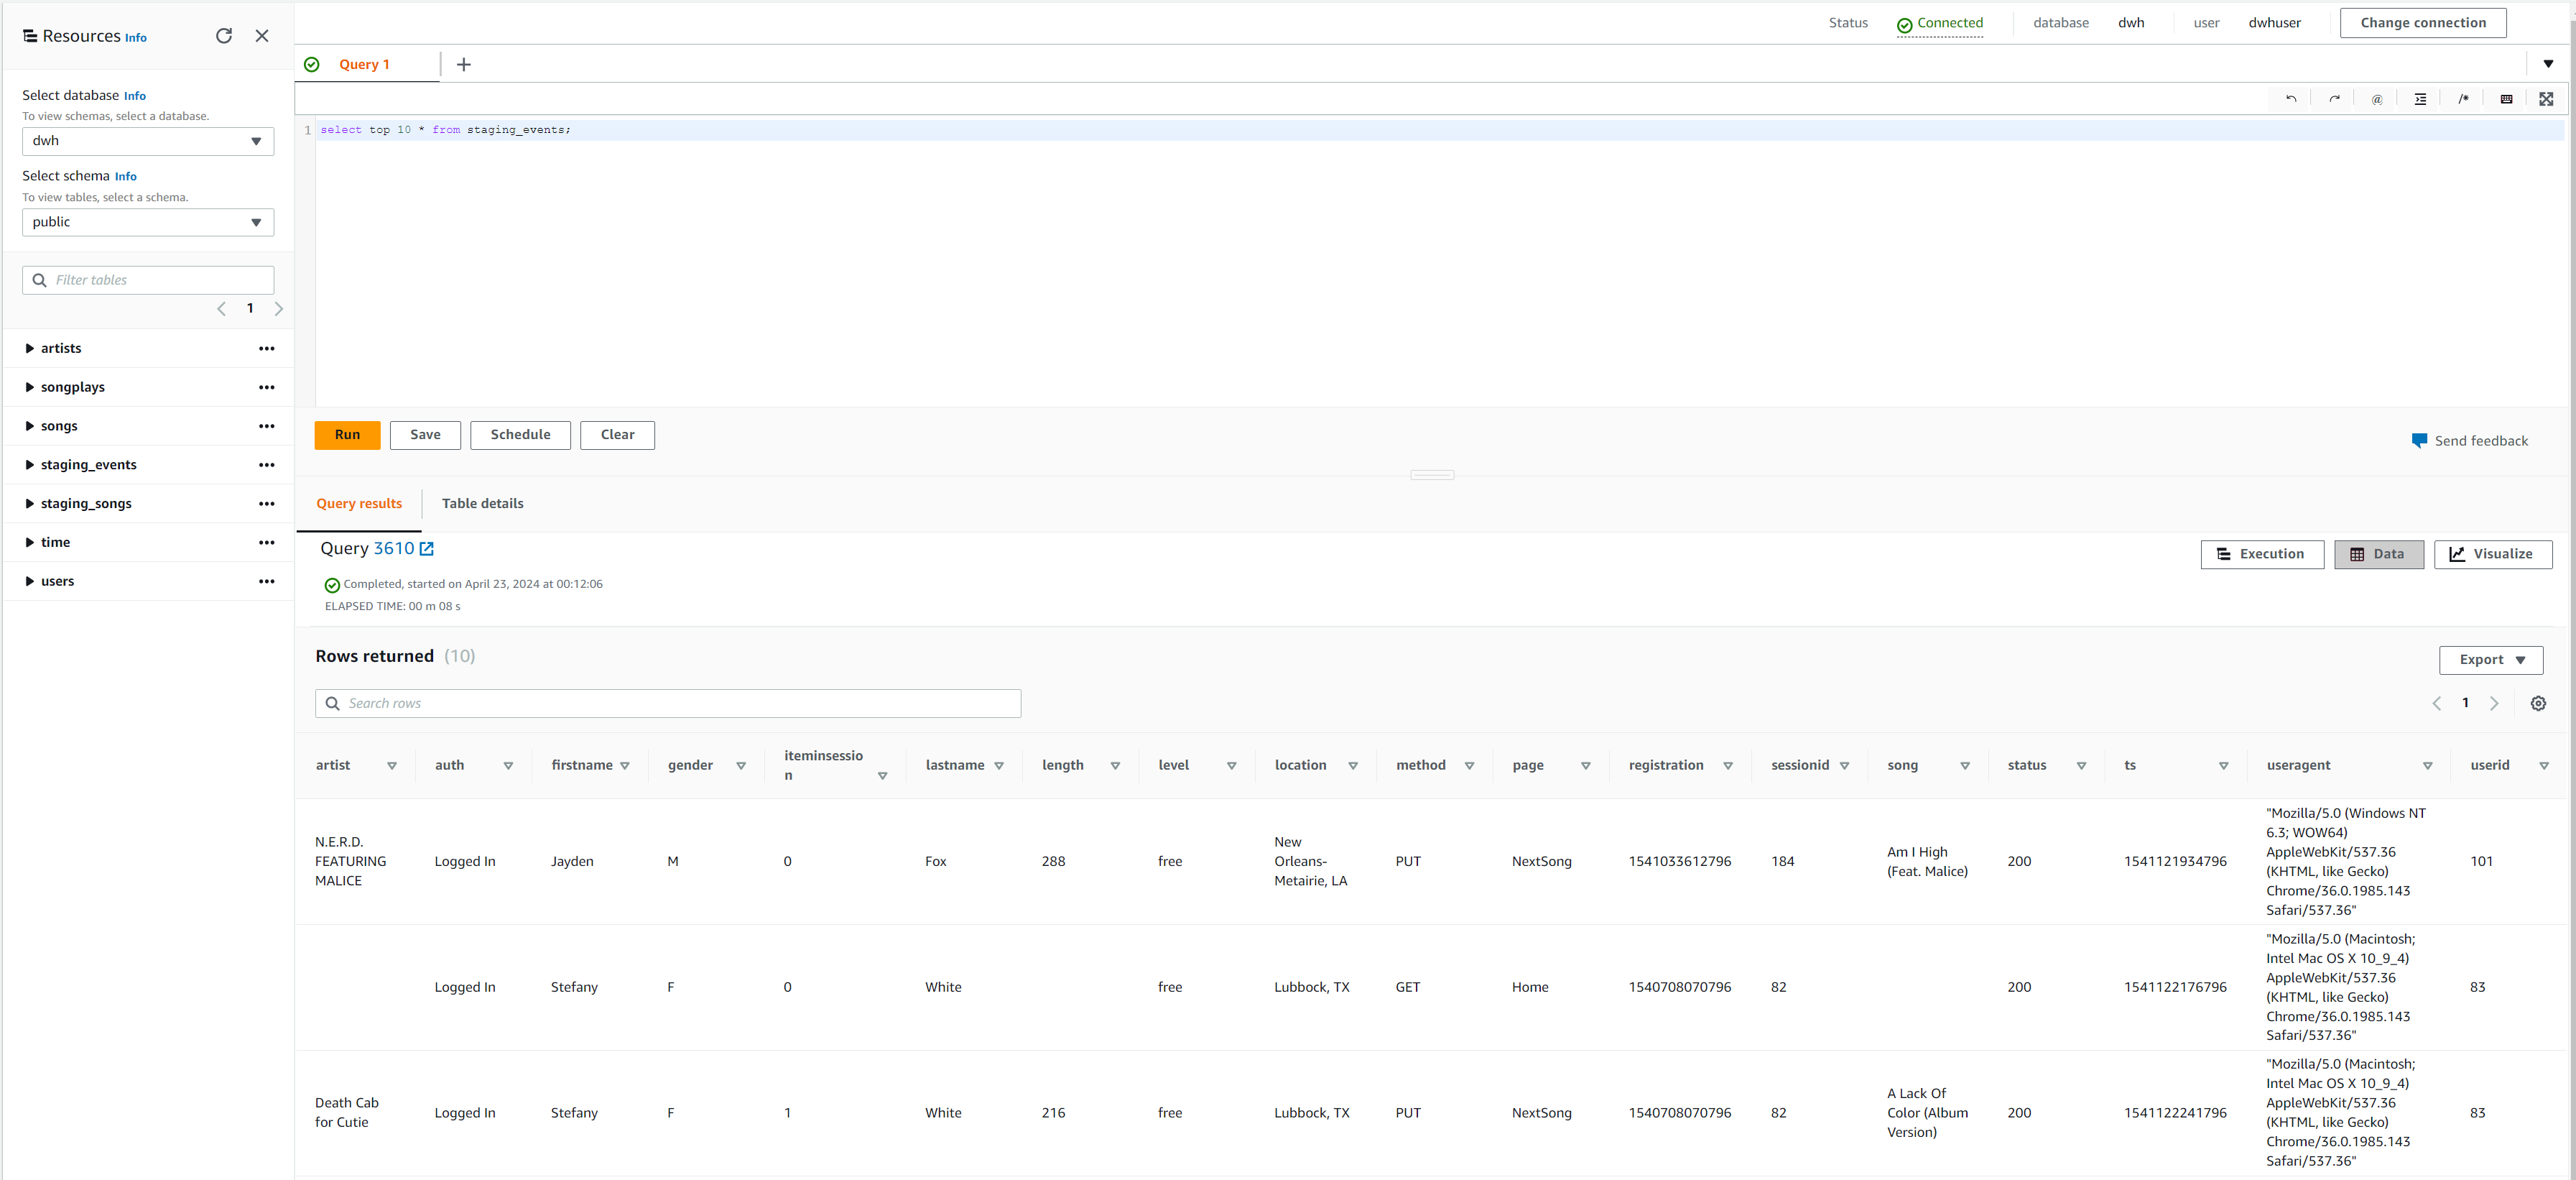 Resources Info
Select database Info
To view schemas, select a database.
dwh
Select schema Info
To view tables, select a schema.
public
Filter tables
1
artists
songplays
songs
staging_events
staging_songs
time
users
Status Connected database dwh user dwhuser Change connection
Query 1
@ /*
1 select top 10 * from staging_events;
Run Save Schedule Clear
Send feedback
Query results Table details
Query 3610
Execution Data Visualize
Completed, started on April 23, 2024 at 00:12:06
ELAPSED TIME: 00 m 08 s
Rows returned (10)
Export
Search rows
1
artist auth firstname gender iteminsessio
n lastname length level location method page registration sessionid song status ts useragent userid
N.E.R.D.
FEATURING
MALICE
Logged In Jayden M 0 Fox 288 free
New
Orleans-
Metairie, LA
PUT NextSong 1541033612796 184
Am I High
(Feat. Malice)
200 1541121934796
"Mozilla/5.0 (Windows NT
6.3; WOW64)
AppleWebKit/537.36
(KHTML, like Gecko)
Chrome/36.0.1985.143
Safari/537.36"
101
Logged In Stefany F 0 White free Lubbock, TX GET Home 1540708070796 82 200 1541122176796
"Mozilla/5.0 (Macintosh;
Intel Mac OS X 10_9_4)
AppleWebKit/537.36
(KHTML, like Gecko)
Chrome/36.0.1985.143
Safari/537.36"
83
Death Cab
for Cutie
Logged In Stefany F 1 White 216 free Lubbock, TX PUT NextSong 1540708070796 82
A Lack Of
Color (Album
Version)
200 1541122241796
"Mozilla/5.0 (Macintosh;
Intel Mac OS X 10_9_4)
AppleWebKit/537.36
(KHTML, like Gecko)
Chrome/36.0.1985.143
Safari/537.36"
83